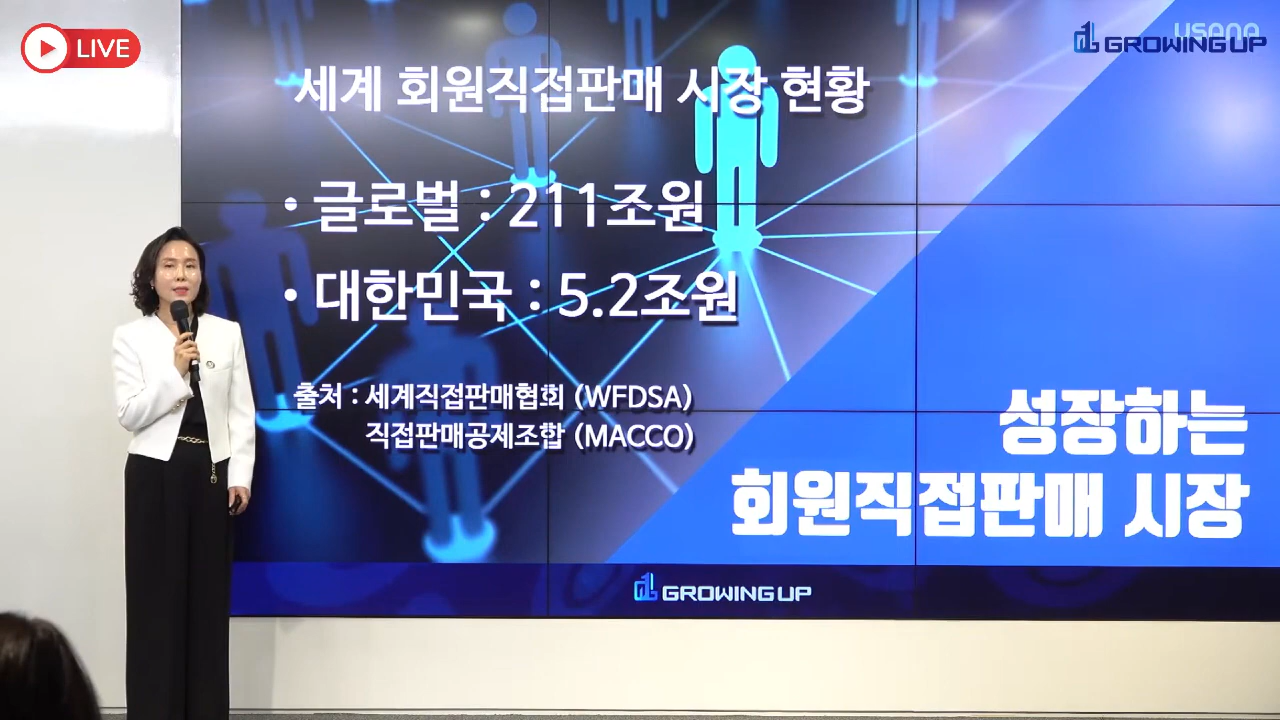 LIVE
usana
GROWING UP
세계 회원직접판매 시장 현황
• 글로벌 : 211조원
• 대한민국 : 5.2조원
출처 : 세계직접판매협회 (WFDSA)
직접판매공제조합 (MACCO)
성장하는
회원직접판매 시장
GROWING UP